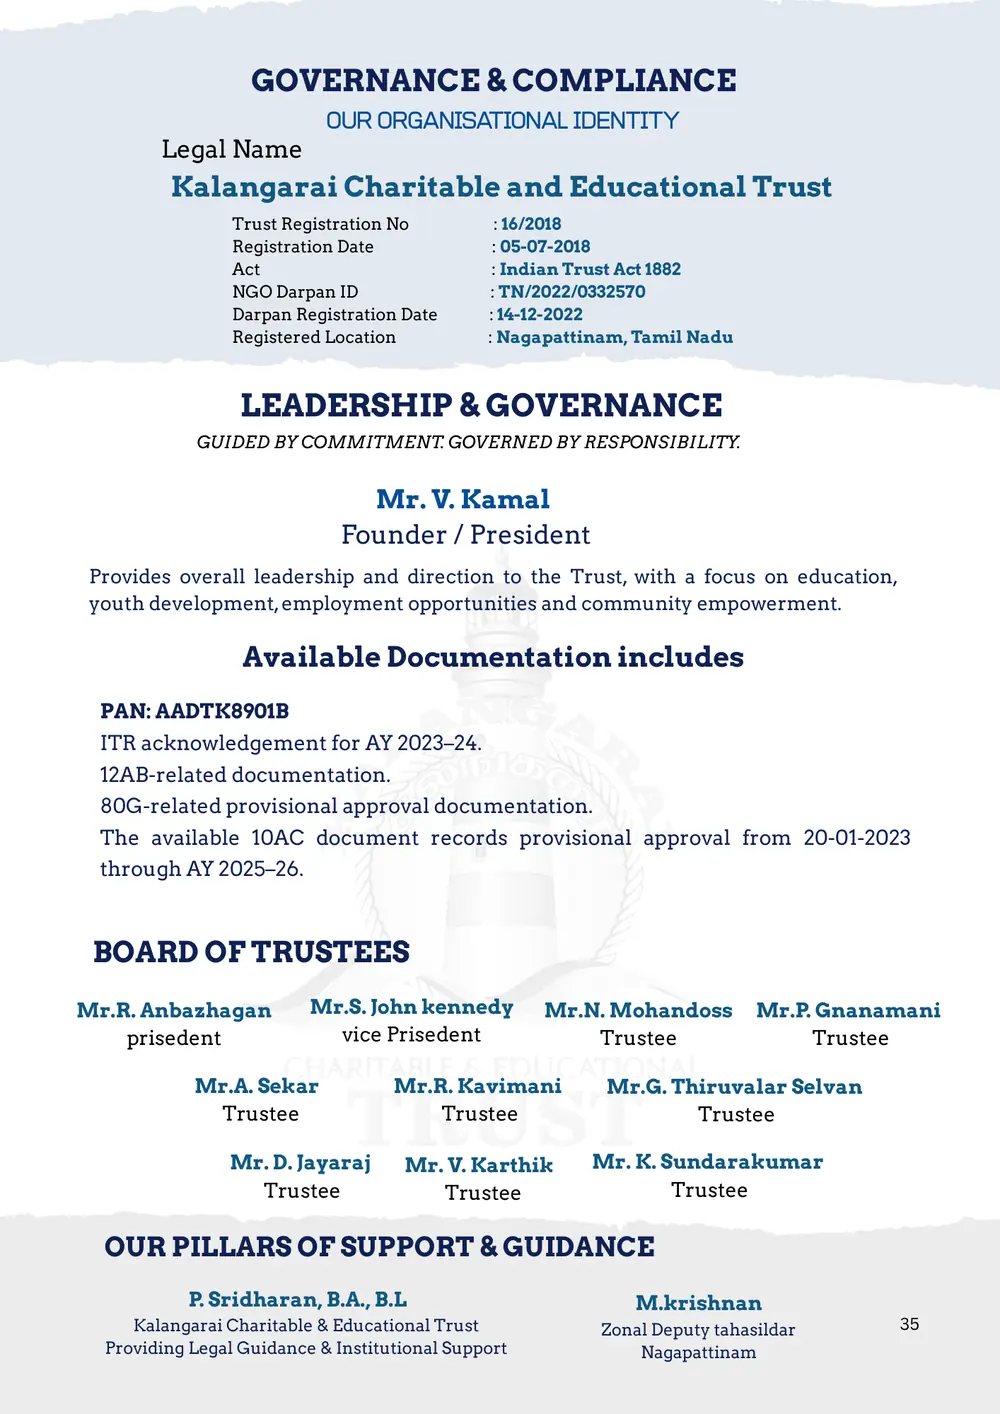 GOVERNANCE & COMPLIANCE
OUR ORGANISATIONAL IDENTITY
Legal Name
Kalangarai Charitable and Educational Trust
Trust Registration No : 16/2018
Registration Date : 05-07-2018
Act : Indian Trust Act 1882
NGO Darpan ID : TN/2022/0332570
Darpan Registration Date : 14-12-2022
Registered Location : Nagapattinam, Tamil Nadu
LEADERSHIP & GOVERNANCE
GUIDED BY COMMITMENT. GOVERNED BY RESPONSIBILITY.
Mr. V. Kamal
Founder / President
Provides overall leadership and direction to the Trust, with a focus on education,
youth development, employment opportunities and community empowerment.
Available Documentation includes
PAN: AADTK8901B
ITR acknowledgement for AY 2023–24.
12AB-related documentation.
80G-related provisional approval documentation.
The available 10AC document records provisional approval from 20-01-2023
through AY 2025–26.
BOARD OF TRUSTEES
Mr.R. Anbazhagan Mr.S. John kennedy Mr.N. Mohandoss Mr.P. Gnanamani
prisedent vice Prisedent Trustee Trustee
CHARITABLE & EDUCATIONAL
Mr.A. Sekar Mr.R. Kavimani Mr.G. Thiruvalar Selvan
Trustee Trustee Trustee
TRUST
Mr. D. Jayaraj Mr. V. Karthik Mr. K. Sundarakumar
Trustee Trustee Trustee
OUR PILLARS OF SUPPORT & GUIDANCE
P. Sridharan, B.A., B.L M.krishnan
Kalangarai Charitable & Educational Trust Zonal Deputy tahasildar
Providing Legal Guidance & Institutional Support Nagapattinam
35